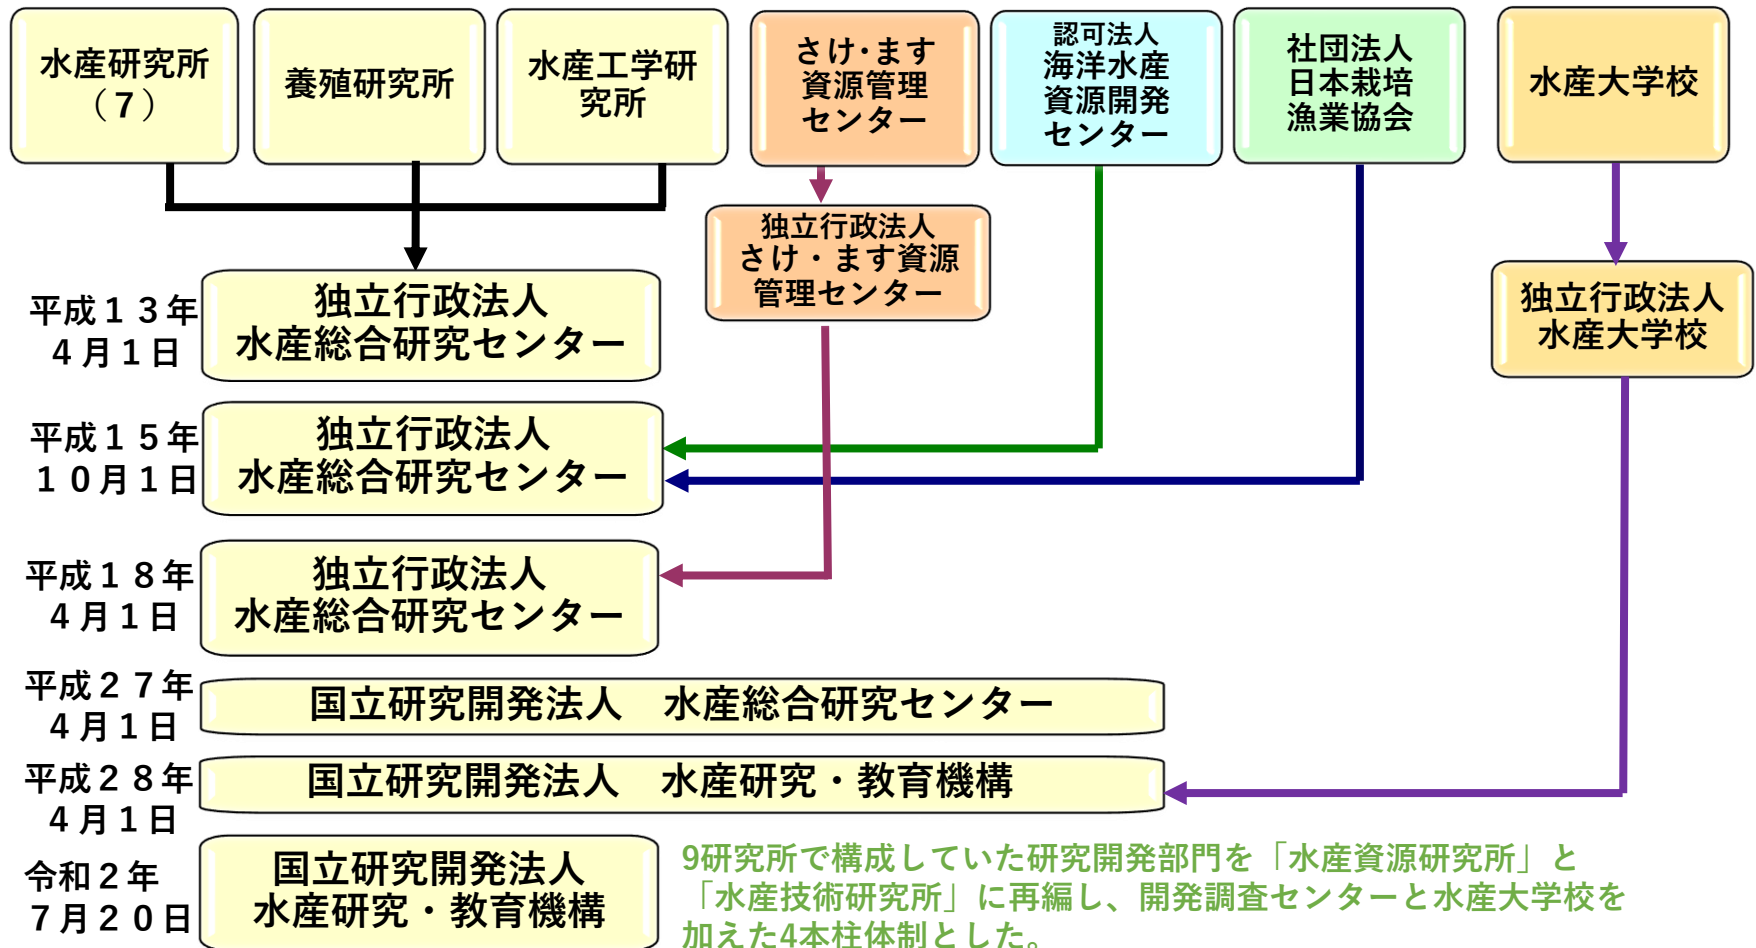 水産研究所
（７）
養殖研究所
水産工学研
究所
さけ･ます
資源管理
センター
認可法人
海洋水産
資源開発
センター
社団法人
日本栽培
漁業協会
水産大学校
独立行政法人
さけ・ます資源
管理センター
独立行政法人
水産大学校
平成１３年
４月１日
独立行政法人
水産総合研究センター
平成１５年
１０月１日
独立行政法人
水産総合研究センター
平成１８年
４月１日
独立行政法人
水産総合研究センター
平成２７年
４月１日
国立研究開発法人　水産総合研究センター
平成２８年
４月１日
国立研究開発法人　水産研究・教育機構
令和２年
７月２０日
国立研究開発法人
水産研究・教育機構
9研究所で構成していた研究開発部門を「水産資源研究所」と
「水産技術研究所」に再編し、開発調査センターと水産大学校を
加えた4本柱体制とした。